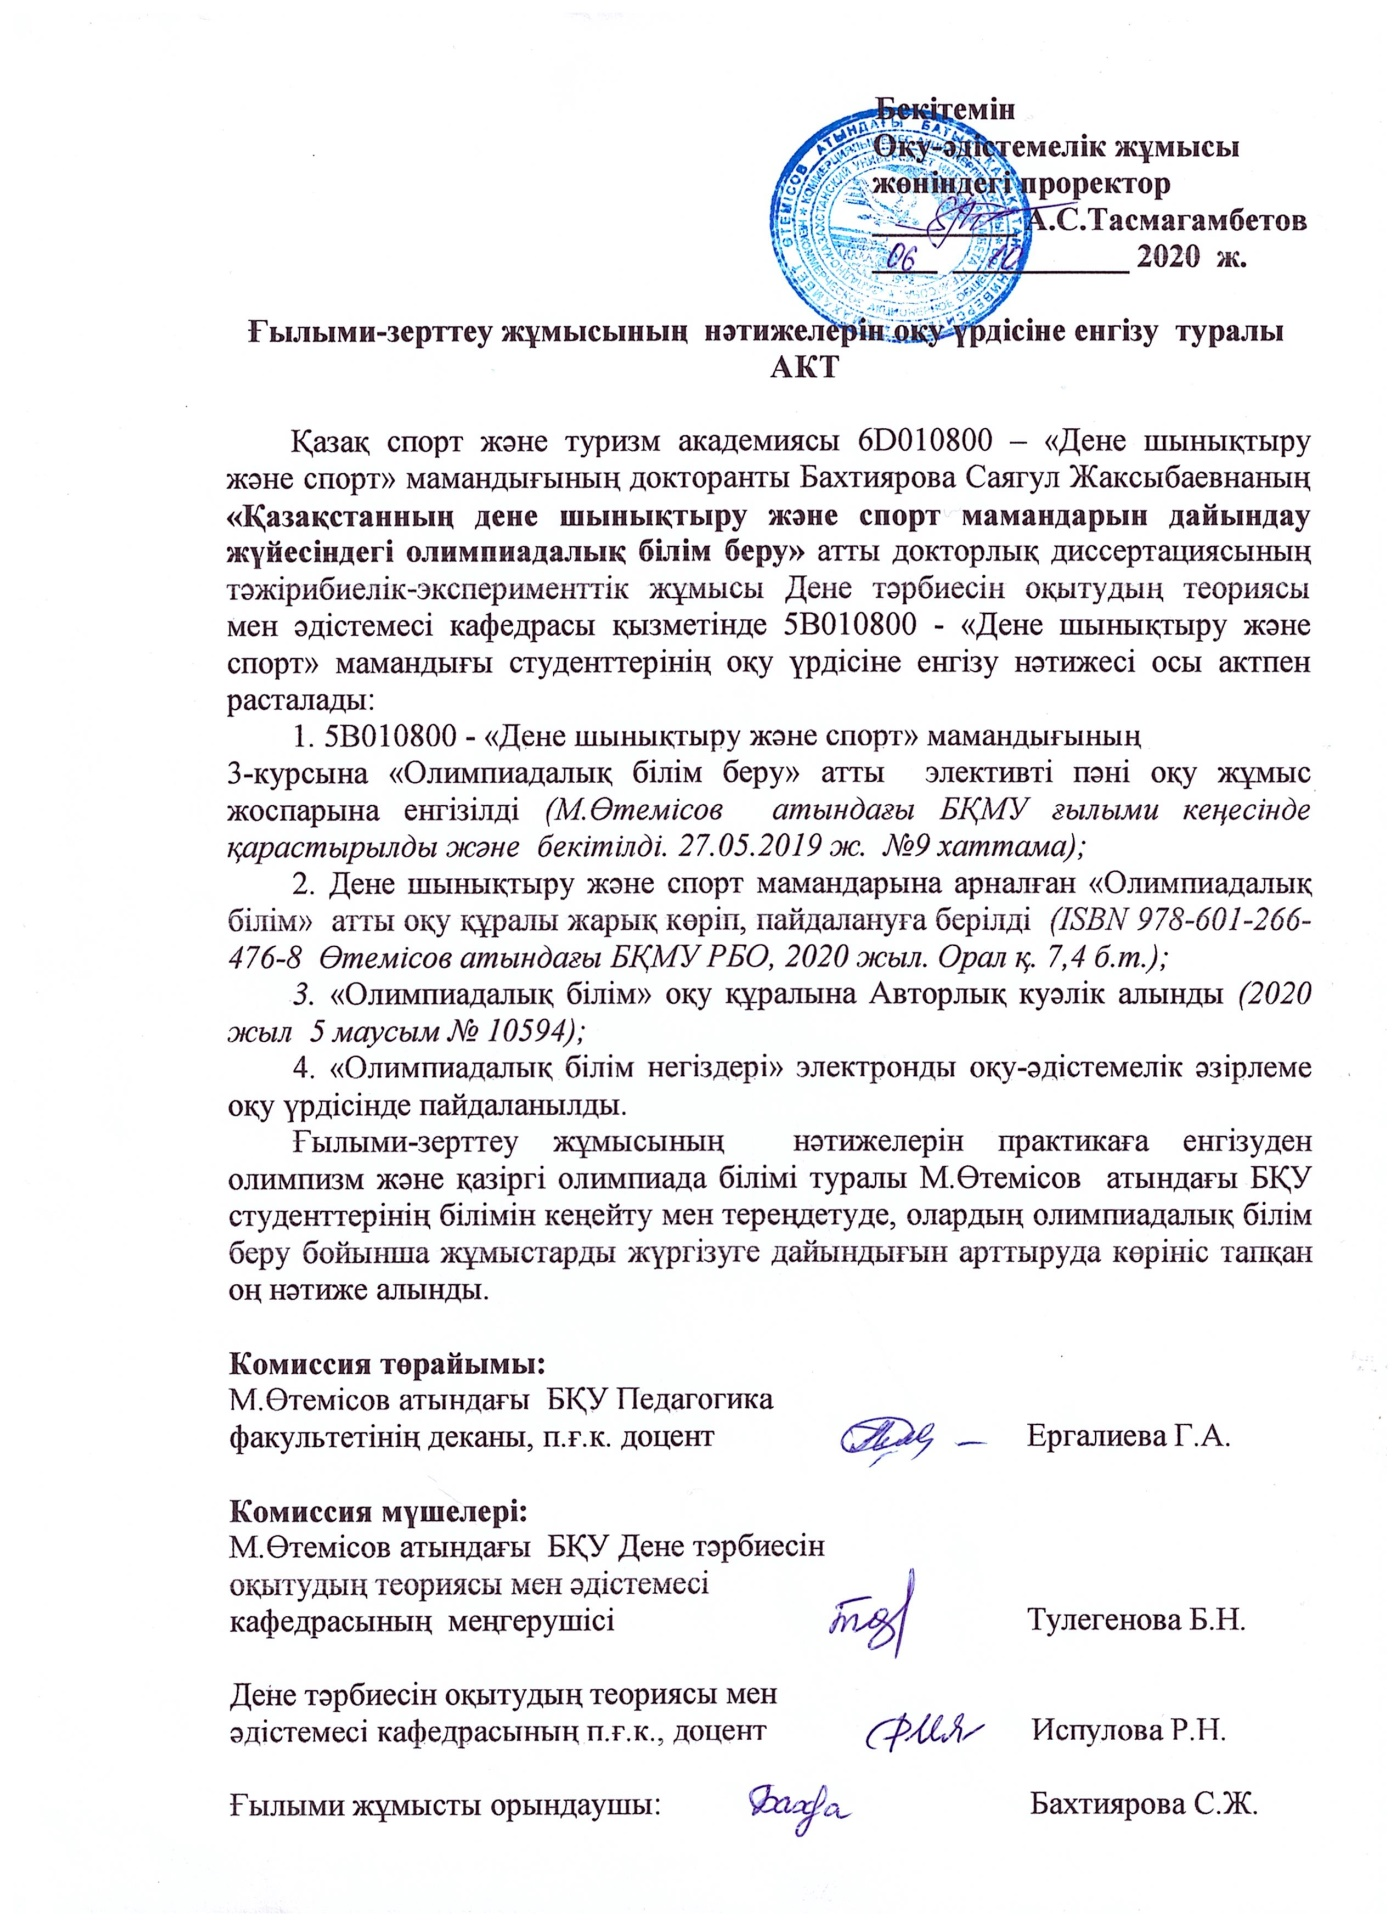 Бекітемін
Оқу-әдістемелік жұмысы
жөніндегі проректор
_________ А.С.Тасмагамбетов
06 10 2020 ж.
Ғылыми-зерттеу жұмысының нәтижелерін оқу үрдісіне енгізу туралы
АКТ
Қазақ спорт және туризм академиясы 6D010800 – «Дене шынықтыру
және спорт» мамандығының докторанты Бахтиярова Саягул Жаксыбаевнаның
«Қазақстанның дене шынықтыру және спорт мамандарын дайындау
жүйесіндегі олимпиадалық білім беру» атты докторлық диссертациясының
тәжірибиелік-эксперименттік жұмысы Дене тәрбиесін оқытудың теориясы
мен әдістемесі кафедрасы қызметінде 5В010800 - «Дене шынықтыру және
спорт» мамандығы студенттерінің оқу үрдісіне енгізу нәтижесі осы актпен
расталады:
1. 5В010800 - «Дене шынықтыру және спорт» мамандығының
3-курсына «Олимпиадалық білім беру» атты элективті пәні оқу жұмыс
жоспарына енгізілді (М.Өтемісов атындағы БҚМУ ғылыми кеңесінде
қарастырылды және бекітілді. 27.05.2019 ж. №9 хаттама);
2. Дене шынықтыру және спорт мамандарына арналған «Олимпиадалық
білім» атты оқу құралы жарық көріп, пайдалануға берілді (ISBN 978-601-266-
476-8 Өтемісов атындағы БҚМУ РБО, 2020 жыл. Орал қ. 7,4 б.т.);
3. «Олимпиадалық білім» оқу құралына Авторлық куәлік алынды (2020
жыл 5 маусым № 10594);
4. «Олимпиадалық білім негіздері» электронды оқу-әдістемелік әзірлеме
оқу үрдісінде пайдаланылды.
Ғылыми-зерттеу жұмысының нәтижелерін практикаға енгізуден
олимпизм және қазіргі олимпиада білімі туралы М.Өтемісов атындағы БҚУ
студенттерінің білімін кеңейту мен тереңдетуде, олардың олимпиадалық білім
беру бойынша жұмыстарды жүргізуге дайындығын арттыруда көрініс тапқан
оң нәтиже алынды.
Комиссия төрайымы:
М.Өтемісов атындағы БҚУ Педагогика
факультетінің деканы, п.ғ.к. доцент Ергалиева Г.А.
Комиссия мүшелері:
М.Өтемісов атындағы БҚУ Дене тәрбиесін
оқытудың теориясы мен әдістемесі
кафедрасының меңгерушісі Тулегенова Б.Н.
Дене тәрбиесін оқытудың теориясы мен
әдістемесі кафедрасының п.ғ.к., доцент Испулова Р.Н.
Ғылыми жұмысты орындаушы: Бахтиярова С.Ж.